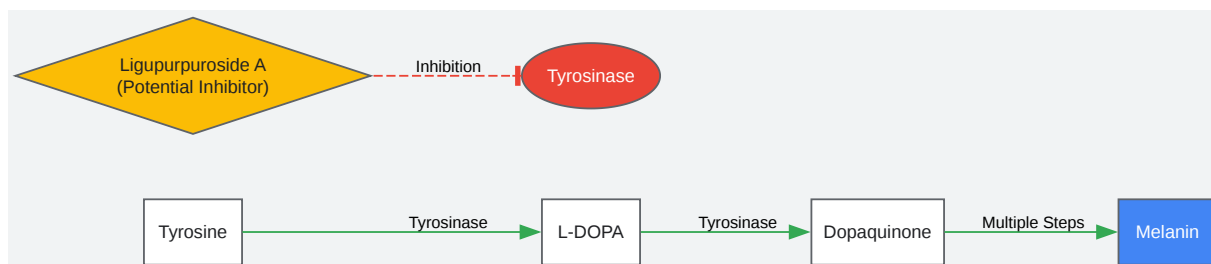 Ligupurpuroside A
(Potential Inhibitor)
Inhibition
Tyrosinase
Tyrosine
Tyrosinase
L-DOPA
Tyrosinase
Dopaquinone
Multiple Steps
Melanin